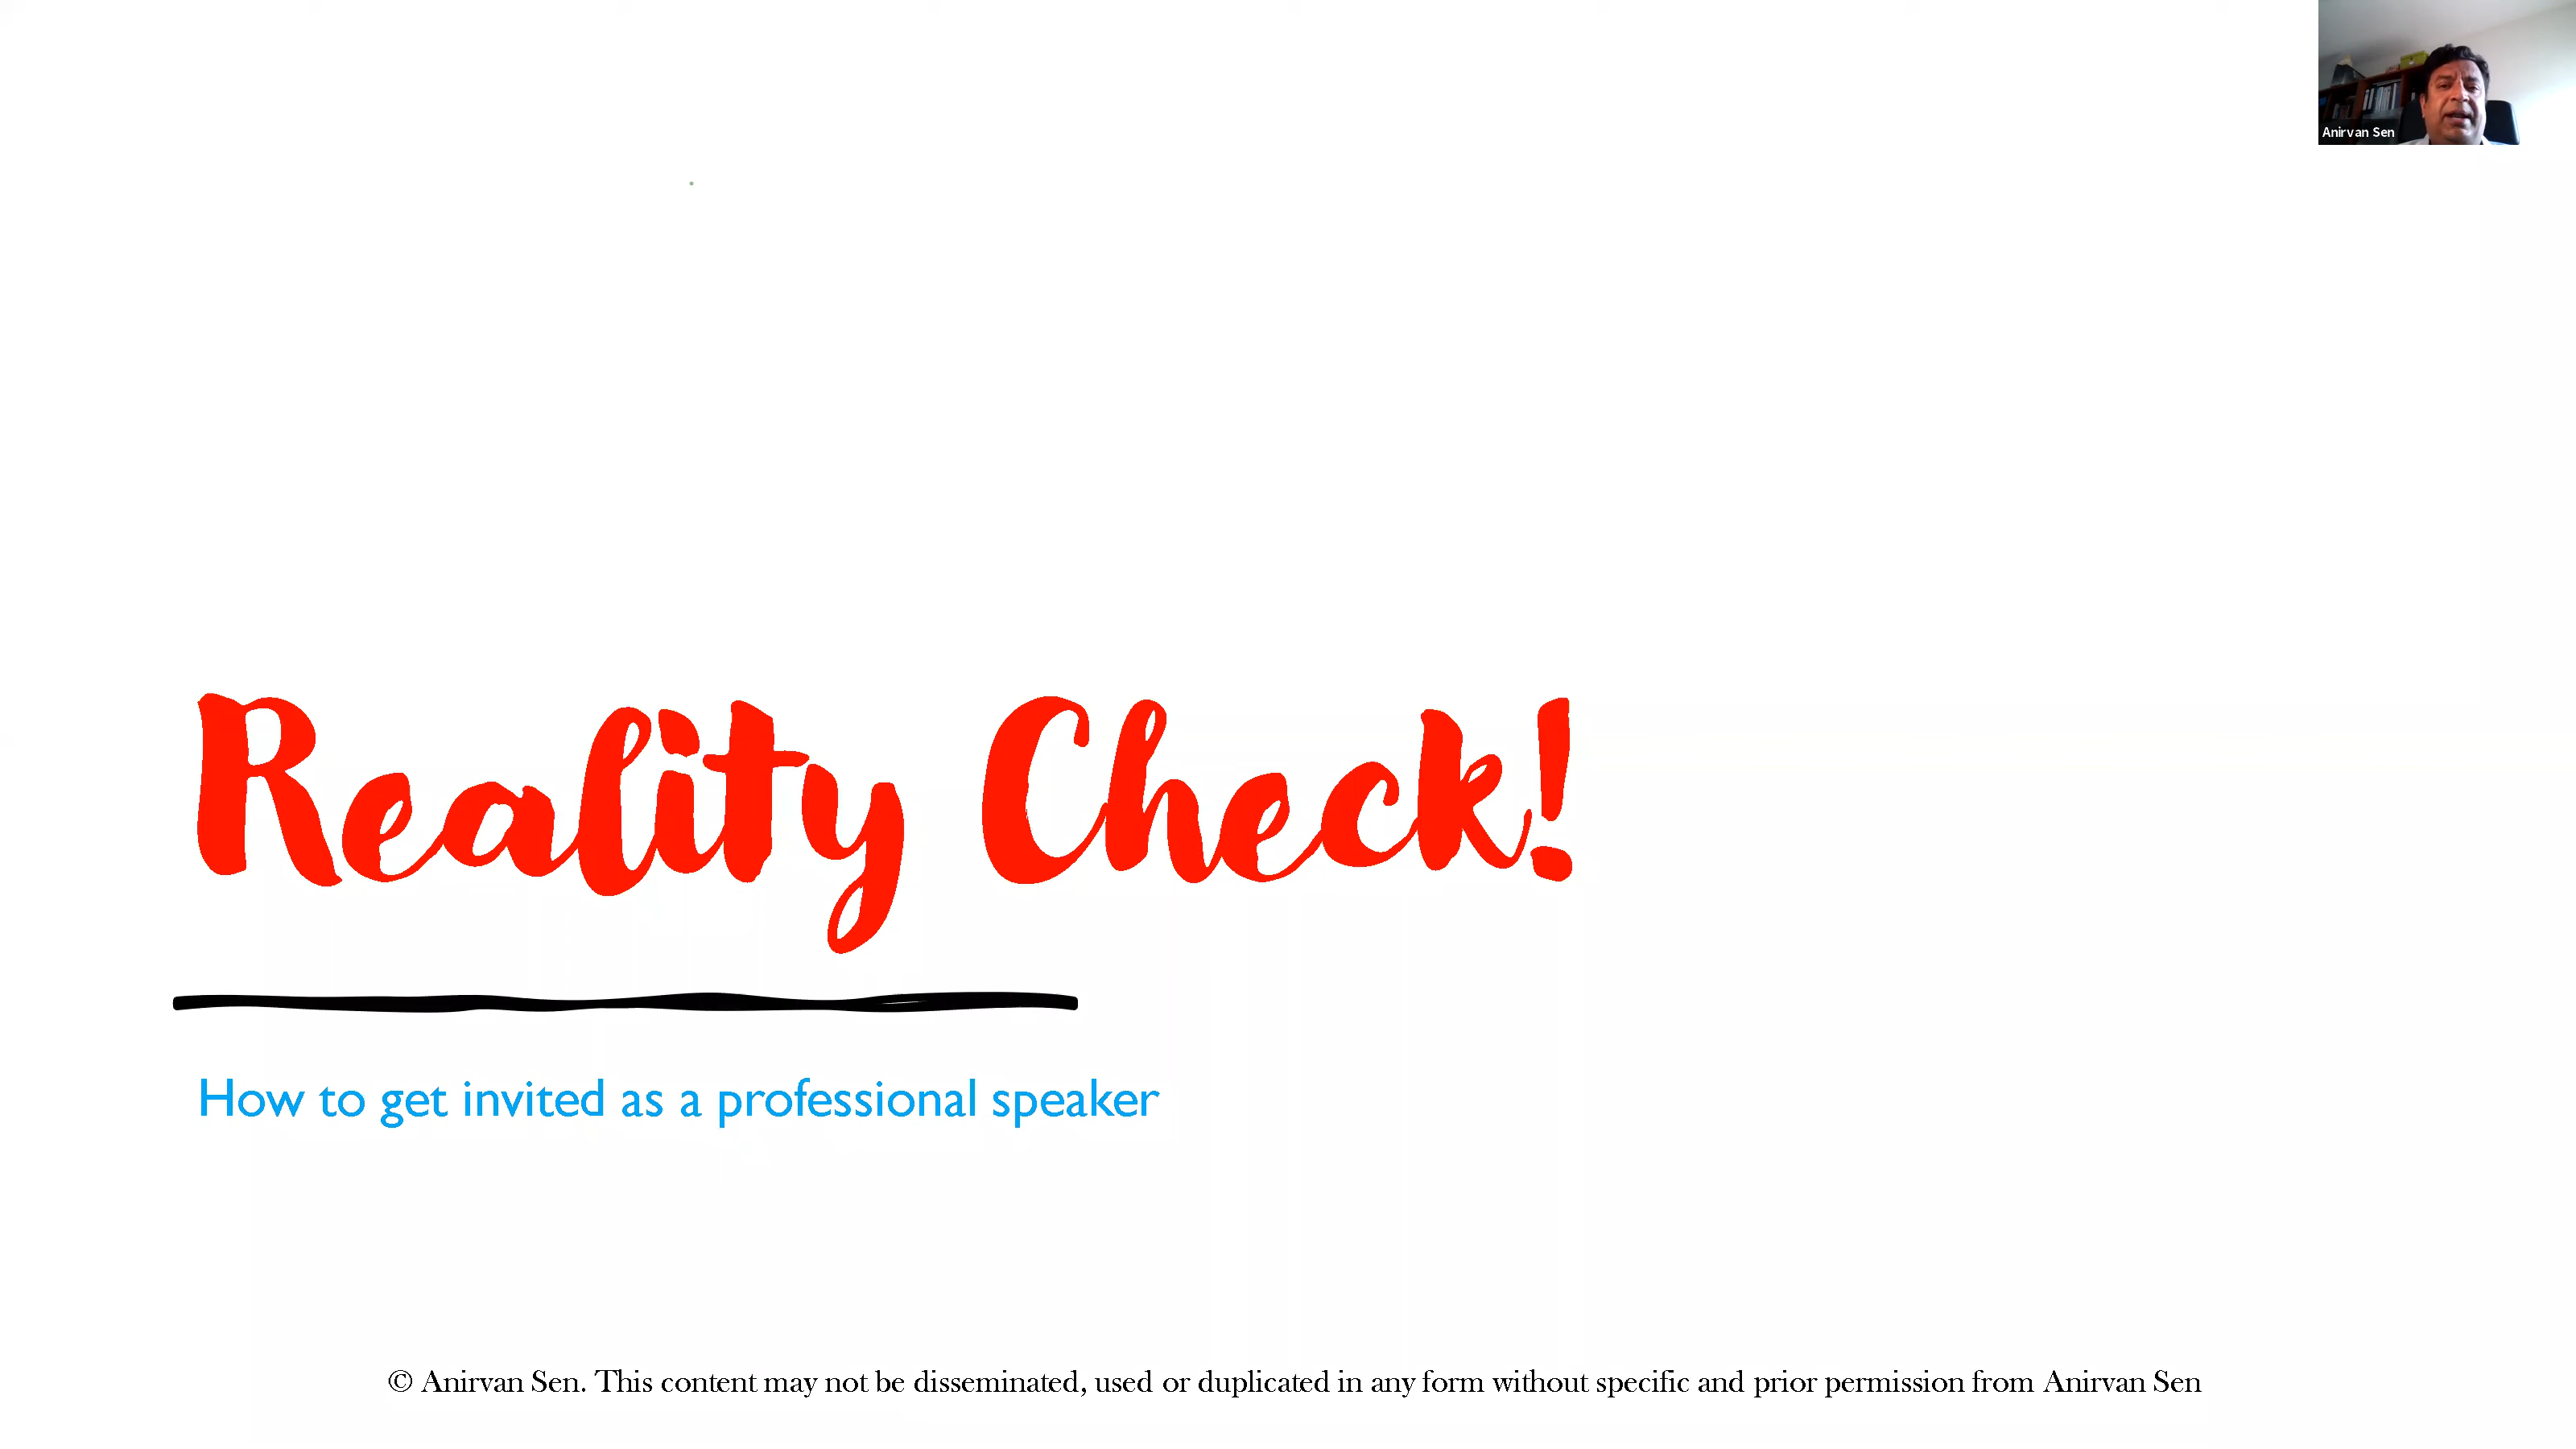 Anirvan Sen
Reality Check!
How to get invited as a professional speaker
© Anirvan Sen. This content may not be disseminated, used or duplicated in any form without specific and prior permission from Anirvan Sen